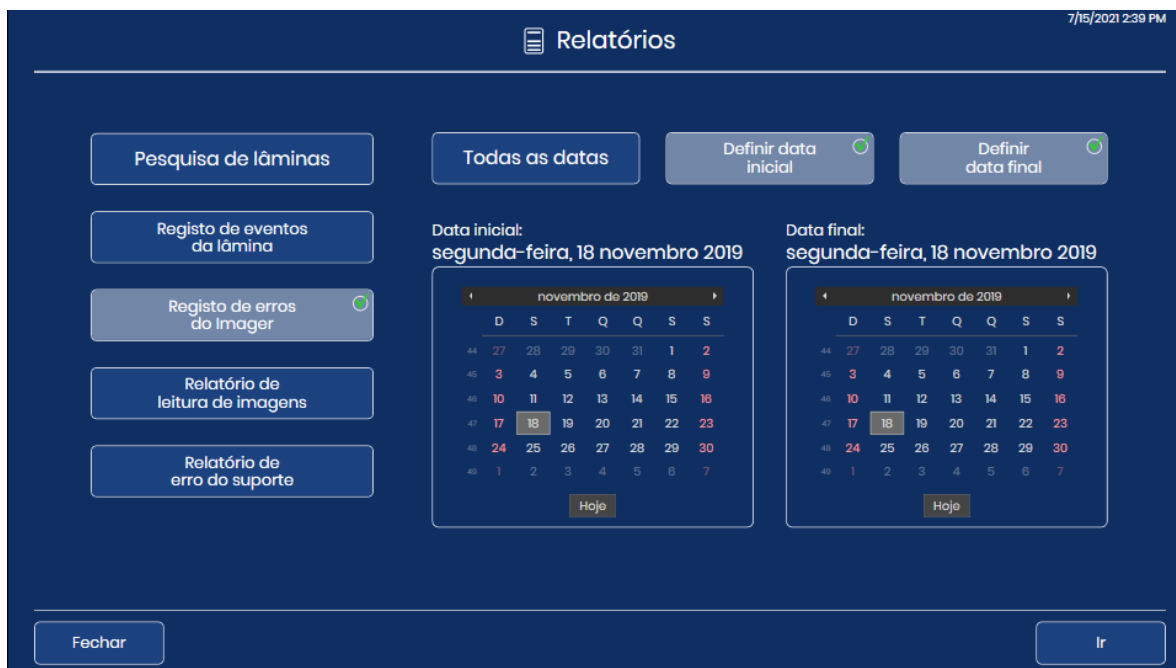 7/15/2021 2:39 PM
Relatórios
Pesquisa de lâminas
Registo de eventos
da lâmina
Registo de erros
do Imager
Relatório de
leitura de imagens
Relatório de
erro do suporte
Todas as datas
Definir data
inicial
Definir
data final
Data inicial:
segunda-feira, 18 novembro 2019
novembro de 2019
D S T Q Q S S
44 27 28 29 30 31 1 2
45 3 4 5 6 7 8 9
46 10 11 12 13 14 15 16
47 17 18 19 20 21 22 23
48 24 25 26 27 28 29 30
49 1 2 3 4 5 6 7
Hoje
Data final:
segunda-feira, 18 novembro 2019
novembro de 2019
D S T Q Q S S
44 27 28 29 30 31 1 2
45 3 4 5 6 7 8 9
46 10 11 12 13 14 15 16
47 17 18 19 20 21 22 23
48 24 25 26 27 28 29 30
49 1 2 3 4 5 6 7
Hoje
Fechar
Ir